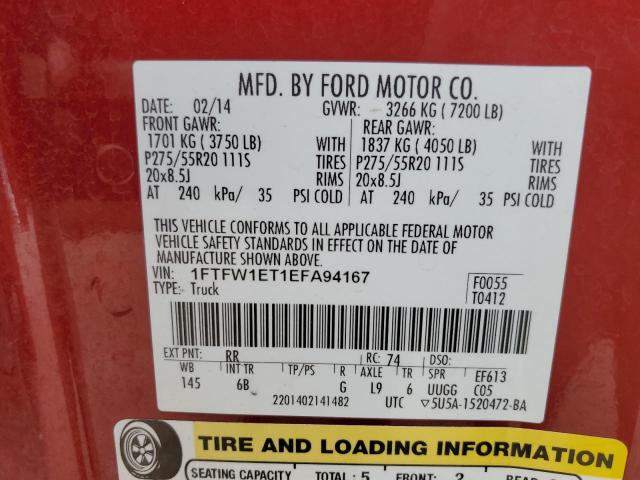 MFD. BY FORD MOTOR CO.
DATE: 02/14 GVWR: 3266 KG ( 7200 LB)
FRONT GAWR: REAR GAWR:
1701 KG ( 3750 LB) WITH 1837 KG ( 4050 LB) WITH
P275/55R20 111S TIRES P275/55R20 111S TIRES
20x8.5J RIMS 20x8.5J RIMS
AT 240 kPa/ 35 PSI COLD AT 240 kPa/ 35 PSI COLD
THIS VEHICLE CONFORMS TO ALL APPLICABLE FEDERAL MOTOR
VEHICLE SAFETY STANDARDS IN EFFECT ON THE DATE OF
MANUFACTURE SHOWN ABOVE.
VIN: 1FTFW1ET1EFA94167 F0055
TYPE: Truck T0412
EXT PNT: RR RC: 74 DSO:
WB INT TR TP/PS R AXLE TR SPR EF613
145 6B G L9 6 UUGG C05
2201402141482 UTC ▽5U5A-1520472-BA
TIRE AND LOADING INFORMATION
SEATING CAPACITY TOTAL : 5 FRONT: 2